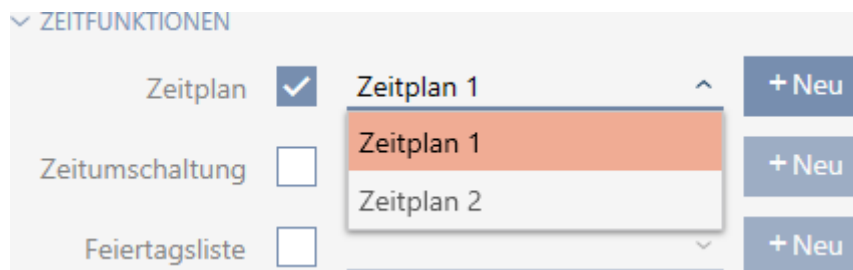 ZEITFUNKTIONEN
Zeitplan Zeitplan 1 + Neu
Zeitplan 1
Zeitumschaltung + Neu
Zeitplan 2
Feiertagsliste + Neu